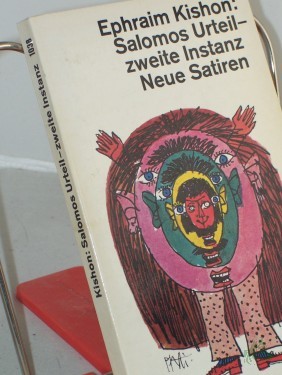 Ephraim Kishon:
Salomos Urteil –
zweite Instanz
Neue Satiren
Kishon: Salomos Urteil – zweite Instanz